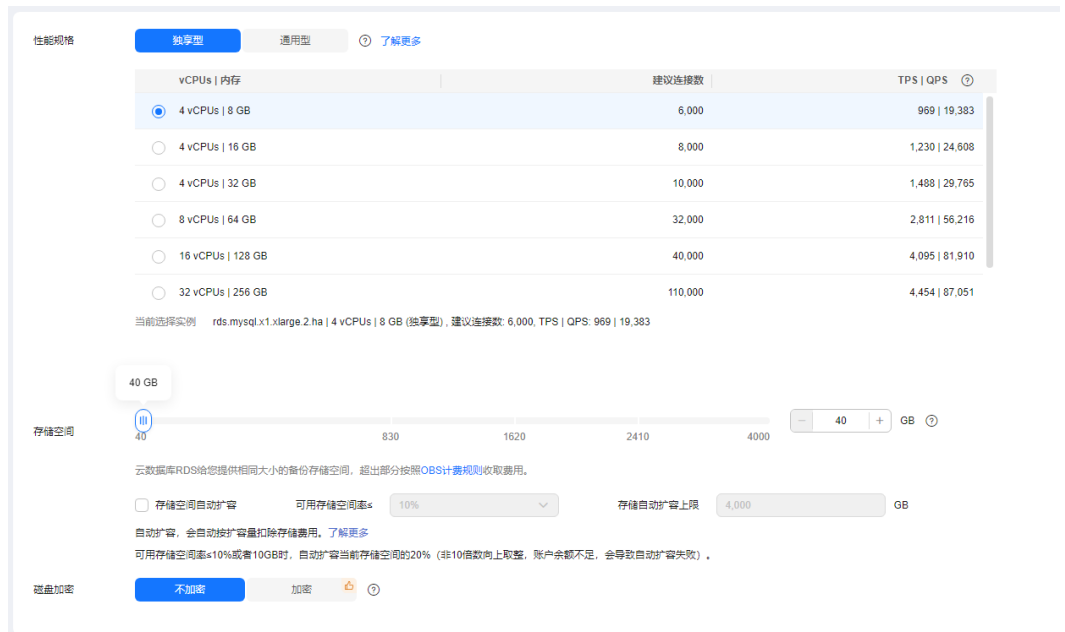 性能规格 独享型 通用型 ? 了解更多
vCPUs | 内存 建议连接数 TPS | QPS ?
4 vCPUs | 8 GB 6,000 969 | 19,383
4 vCPUs | 16 GB 8,000 1,230 | 24,608
4 vCPUs | 32 GB 10,000 1,488 | 29,765
8 vCPUs | 64 GB 32,000 2,811 | 56,216
16 vCPUs | 128 GB 40,000 4,095 | 81,910
32 vCPUs | 256 GB 110,000 4,454 | 87,051
当前选择实例 rds.mysql.x1.xlarge.2.ha | 4 vCPUs | 8 GB (独享型) , 建议连接数: 6,000, TPS | QPS: 969 | 19,383
40 GB
存储空间 40 830 1620 2410 4000 − 40 + GB ?
云数据库RDS给您提供相同大小的备份存储空间，超出部分按照OBS计费规则收取费用。
存储空间自动扩容 可用存储空间率≤ 10% 存储自动扩容上限 4,000 GB
自动扩容，会自动按扩容量扣除存储费用。了解更多
可用存储空间率≤10%或者10GB时，自动扩容当前存储空间的20%（非10倍数向上取整，账户余额不足，会导致自动扩容失败）。
磁盘加密 不加密 加密 ?